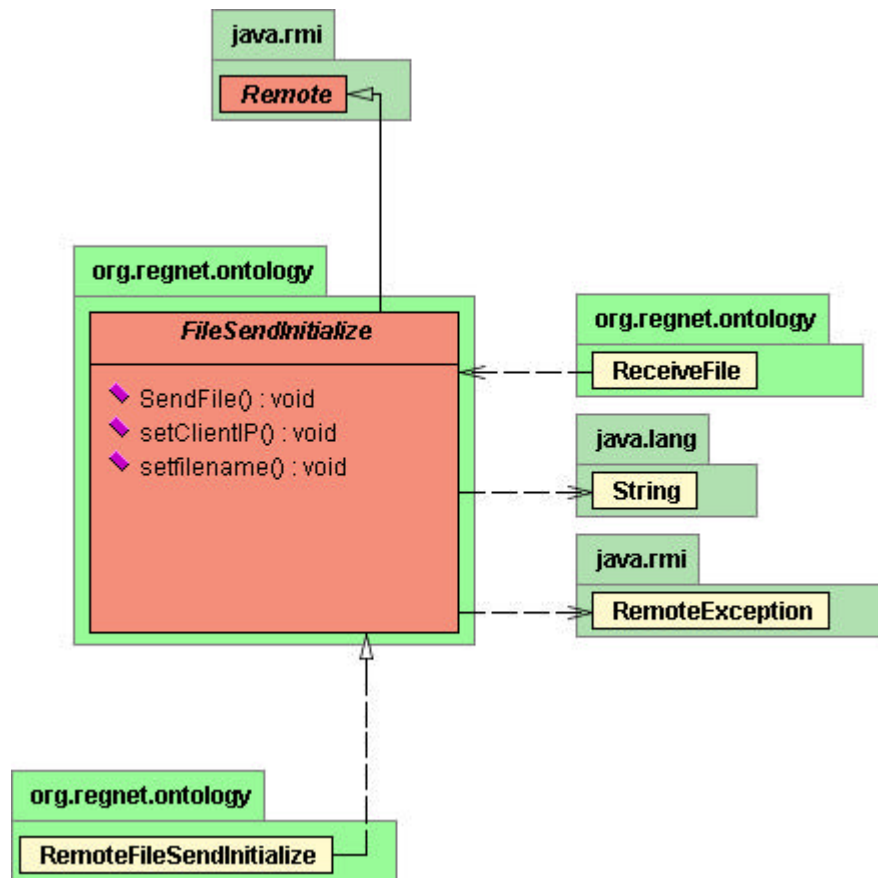 java.rmi
Remote
org.regnet.ontology
FileSendInitialize
SendFile() : void
setClientIP() : void
setfilename() : void
org.regnet.ontology
ReceiveFile
java.lang
String
java.rmi
RemoteException
org.regnet.ontology
RemoteFileSendInitialize